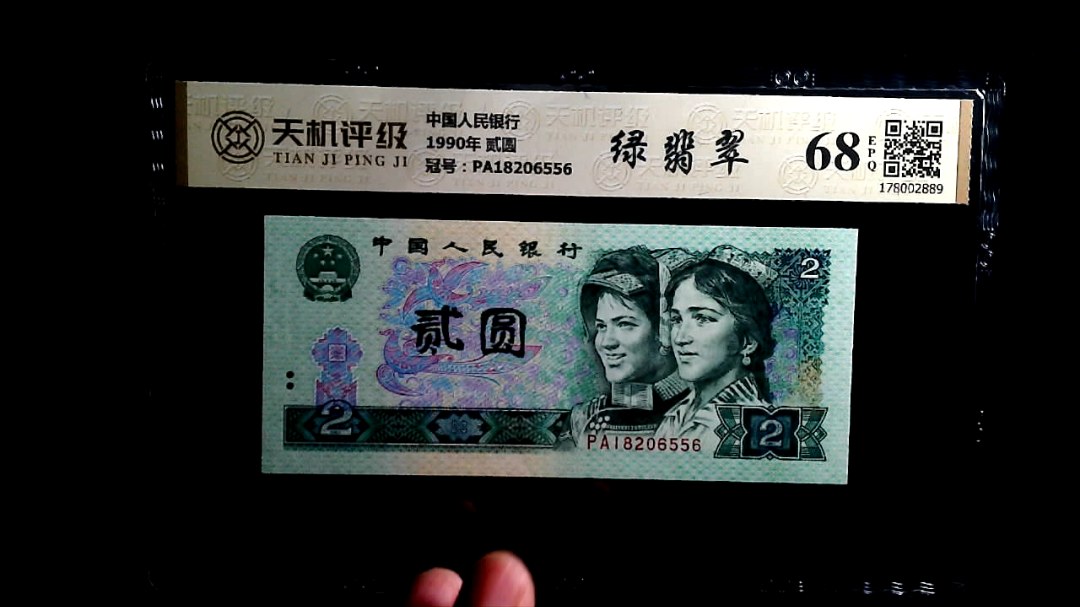 天机评级
TIAN JI PING JI
中国人民银行
1990年 贰圆
冠号：PA18206556
绿翡翠
68
EPQ
178002889
中国人民银行
2
贰圆
2
PA18206556
2